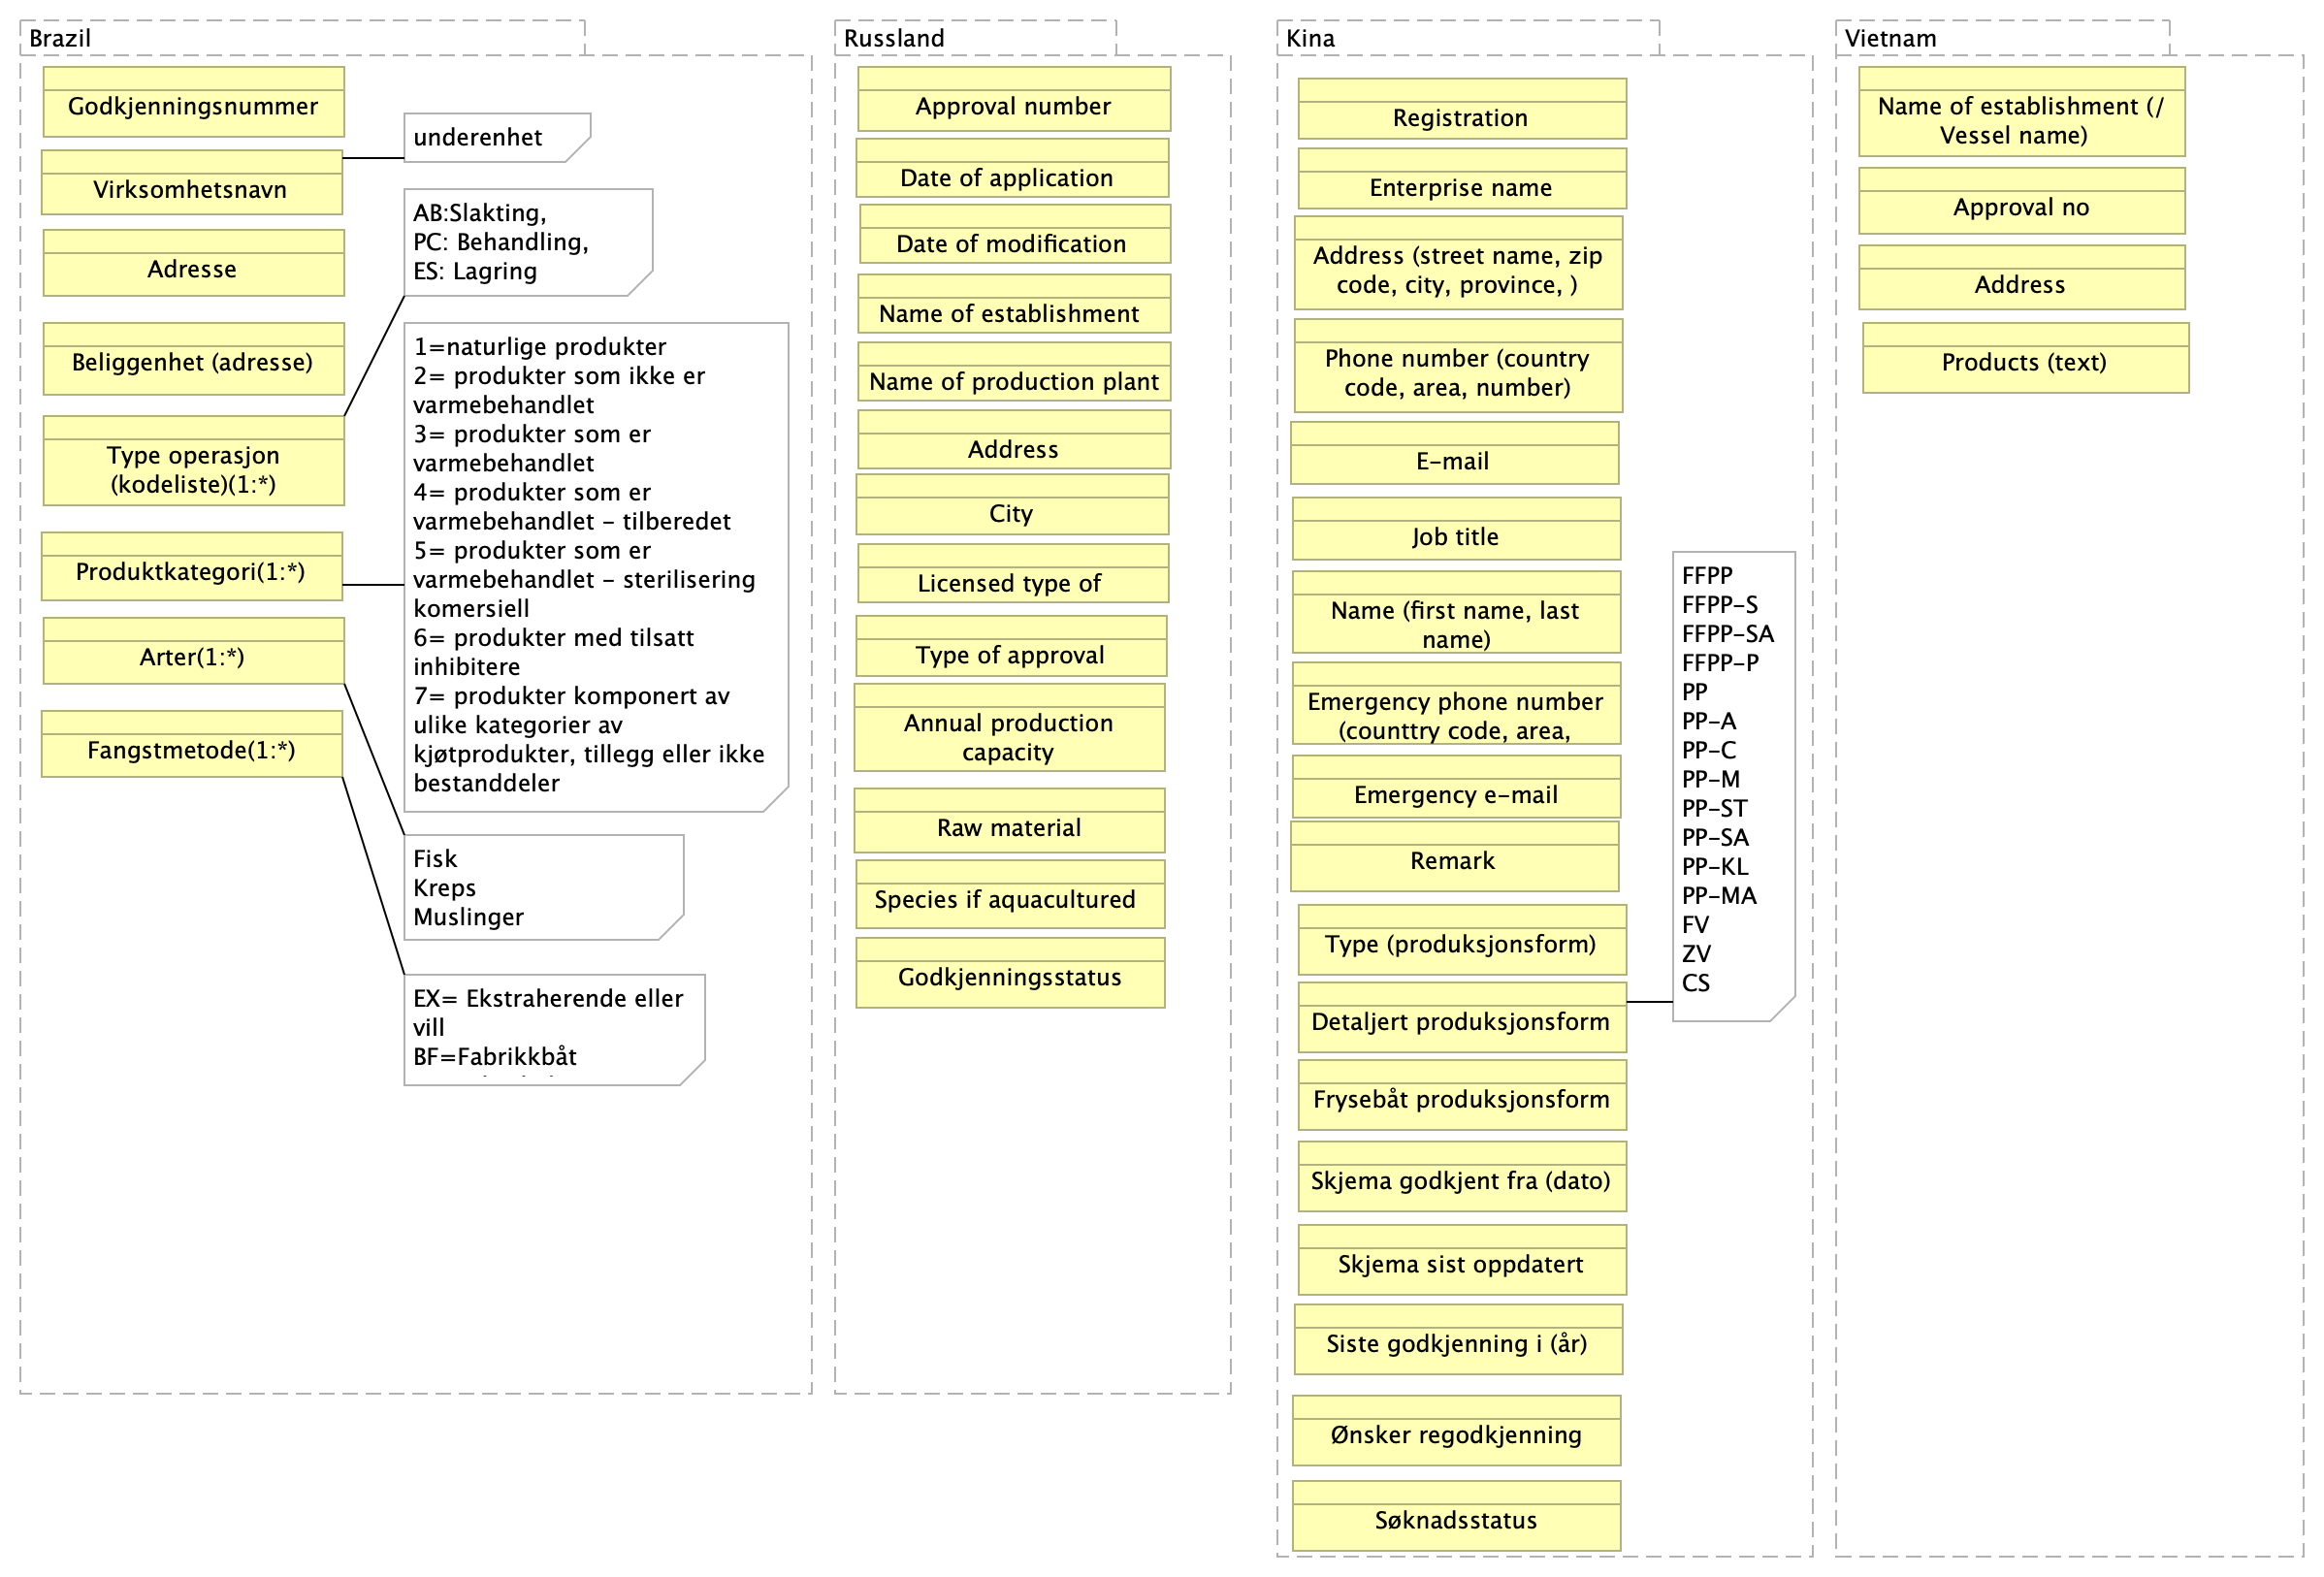 Brazil
Godkjenningsnummer
underenhet
Virksomhetsnavn
AB:Slakting,
PC: Behandling,
ES: Lagring
Adresse
Beliggenhet (adresse)
Type operasjon
(kodeliste)(1:*)
1=naturlige produkter
2= produkter som ikke er
varmebehandlet
3= produkter som er
varmebehandlet
4= produkter som er
varmebehandlet - tilberedet
5= produkter som er
varmebehandlet - sterilisering
komersiell
6= produkter med tilsatt
inhibitere
7= produkter komponert av
ulike kategorier av
kjøtprodukter, tillegg eller ikke
bestanddeler
Produktkategori(1:*)
Arter(1:*)
Fangstmetode(1:*)
Fisk
Kreps
Muslinger
EX= Ekstraherende eller
vill
BF=Fabrikkbåt
Russland
Approval number
Date of application
Date of modification
Name of establishment
Name of production plant
Address
City
Licensed type of
Type of approval
Annual production
capacity
Raw material
Species if aquacultured
Godkjenningsstatus
Kina
Registration
Enterprise name
Address (street name, zip
code, city, province, )
Phone number (country
code, area, number)
E-mail
Job title
Name (first name, last
name)
Emergency phone number
(counttry code, area,
Emergency e-mail
Remark
Type (produksjonsform)
Detaljert produksjonsform
FFPP
FFPP-S
FFPP-SA
FFPP-P
PP
PP-A
PP-C
PP-M
PP-ST
PP-SA
PP-KL
PP-MA
FV
ZV
CS
Frysebåt produksjonsform
Skjema godkjent fra (dato)
Skjema sist oppdatert
Siste godkjenning i (år)
Ønsker regodkjenning
Søknadsstatus
Vietnam
Name of establishment (/
Vessel name)
Approval no
Address
Products (text)